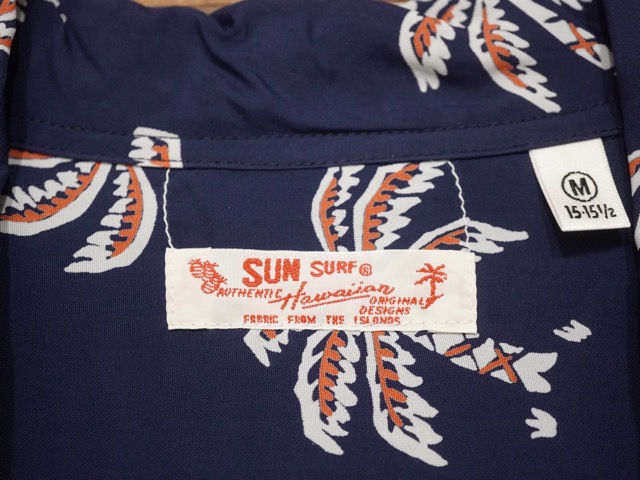 SUN SURF®
AUTHENTIC Hawaiian ORIGINAL
DESIGNS
FABRIC FROM THE ISLANDS
M
15-15½